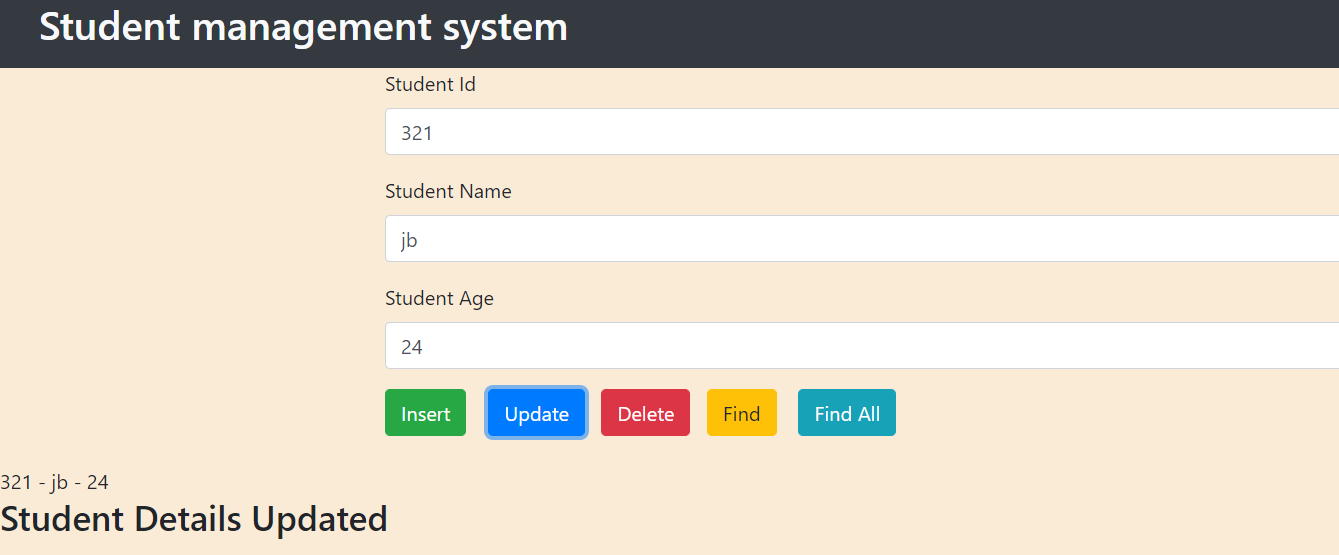 Student management system
Student Id
321
Student Name
jb
Student Age
24
Insert Update Delete Find Find All
321 - jb - 24
Student Details Updated